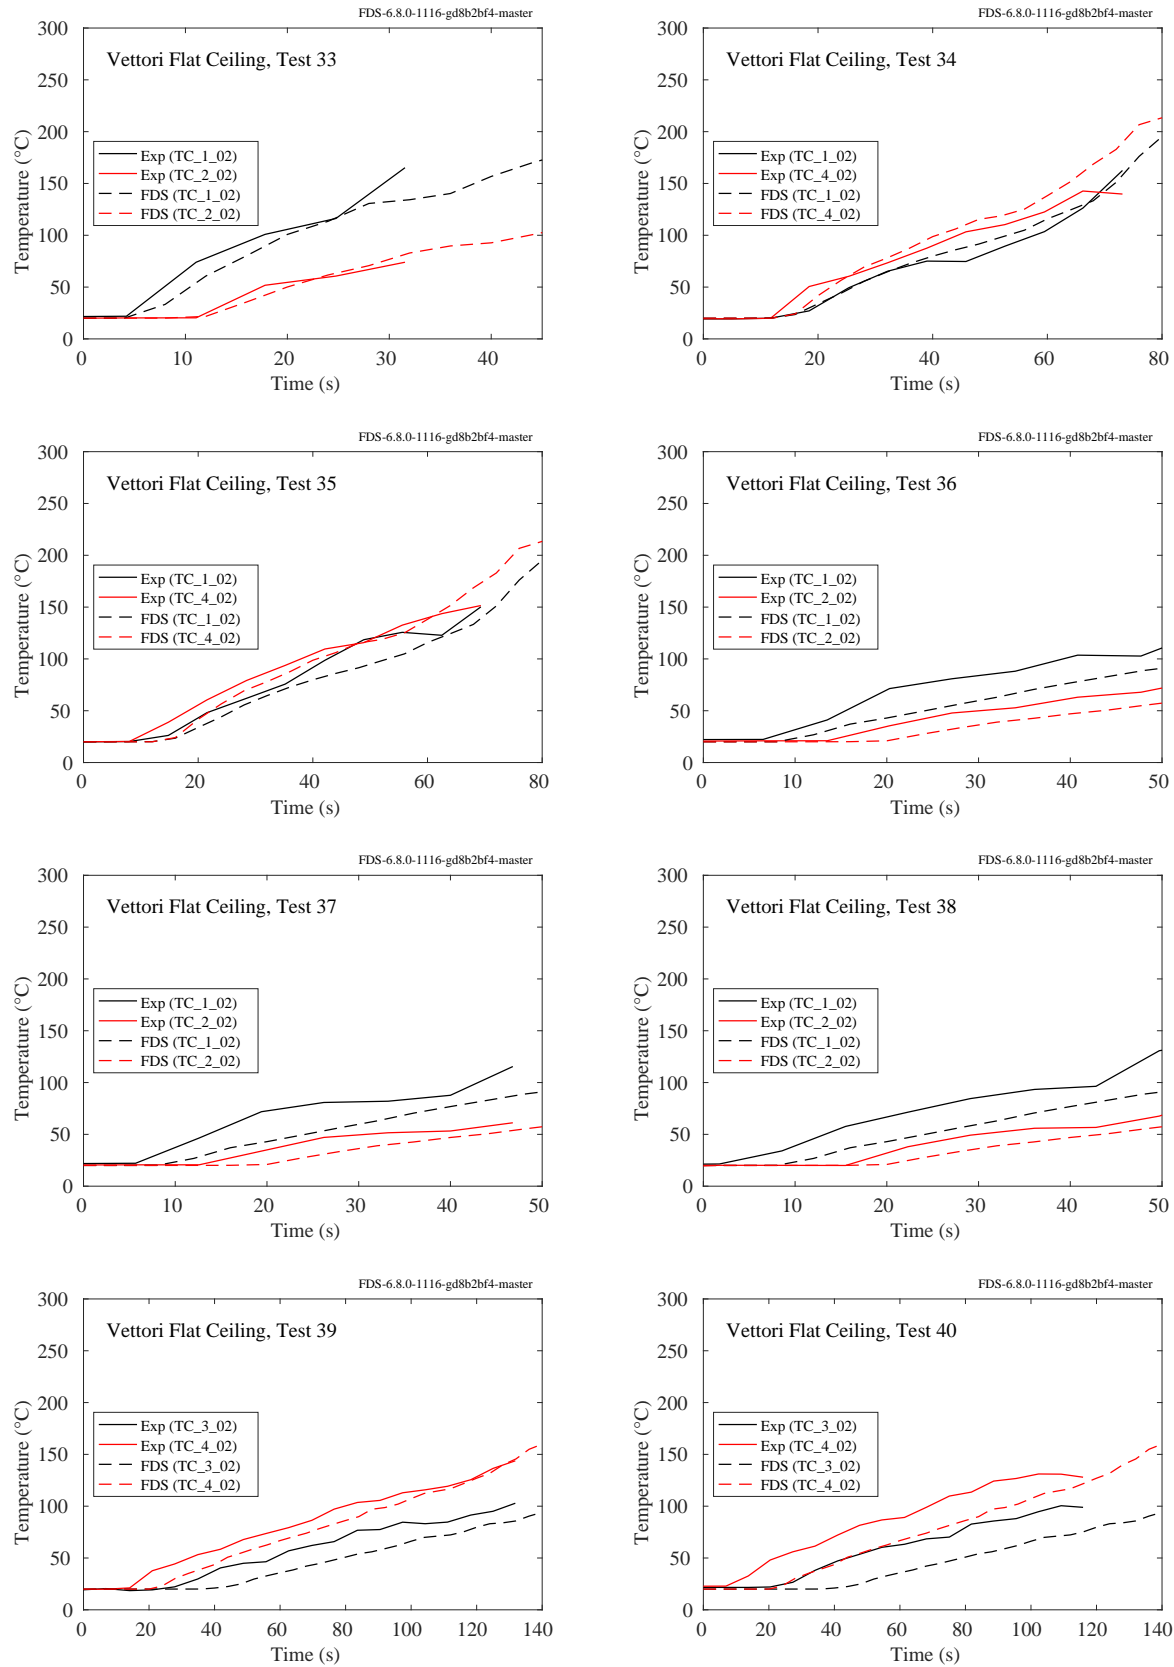 FDS-6.8.0-1116-gd8b2bf4-master
Vettori Flat Ceiling, Test 33
Temperature (°C)
300
250
200
150
100
50
0
Exp (TC_1_02)
Exp (TC_2_02)
FDS (TC_1_02)
FDS (TC_2_02)
0 10 20 30 40
Time (s)
FDS-6.8.0-1116-gd8b2bf4-master
Vettori Flat Ceiling, Test 34
Temperature (°C)
300
250
200
150
100
50
0
Exp (TC_1_02)
Exp (TC_4_02)
FDS (TC_1_02)
FDS (TC_4_02)
0 20 40 60 80
Time (s)
FDS-6.8.0-1116-gd8b2bf4-master
Vettori Flat Ceiling, Test 35
Temperature (°C)
300
250
200
150
100
50
0
Exp (TC_1_02)
Exp (TC_4_02)
FDS (TC_1_02)
FDS (TC_4_02)
0 20 40 60 80
Time (s)
FDS-6.8.0-1116-gd8b2bf4-master
Vettori Flat Ceiling, Test 36
Temperature (°C)
300
250
200
150
100
50
0
Exp (TC_1_02)
Exp (TC_2_02)
FDS (TC_1_02)
FDS (TC_2_02)
0 10 20 30 40 50
Time (s)
FDS-6.8.0-1116-gd8b2bf4-master
Vettori Flat Ceiling, Test 37
Temperature (°C)
300
250
200
150
100
50
0
Exp (TC_1_02)
Exp (TC_2_02)
FDS (TC_1_02)
FDS (TC_2_02)
0 10 20 30 40 50
Time (s)
FDS-6.8.0-1116-gd8b2bf4-master
Vettori Flat Ceiling, Test 38
Temperature (°C)
300
250
200
150
100
50
0
Exp (TC_1_02)
Exp (TC_2_02)
FDS (TC_1_02)
FDS (TC_2_02)
0 10 20 30 40 50
Time (s)
FDS-6.8.0-1116-gd8b2bf4-master
Vettori Flat Ceiling, Test 39
Temperature (°C)
300
250
200
150
100
50
0
Exp (TC_3_02)
Exp (TC_4_02)
FDS (TC_3_02)
FDS (TC_4_02)
0 20 40 60 80 100 120 140
Time (s)
FDS-6.8.0-1116-gd8b2bf4-master
Vettori Flat Ceiling, Test 40
Temperature (°C)
300
250
200
150
100
50
0
Exp (TC_3_02)
Exp (TC_4_02)
FDS (TC_3_02)
FDS (TC_4_02)
0 20 40 60 80 100 120 140
Time (s)